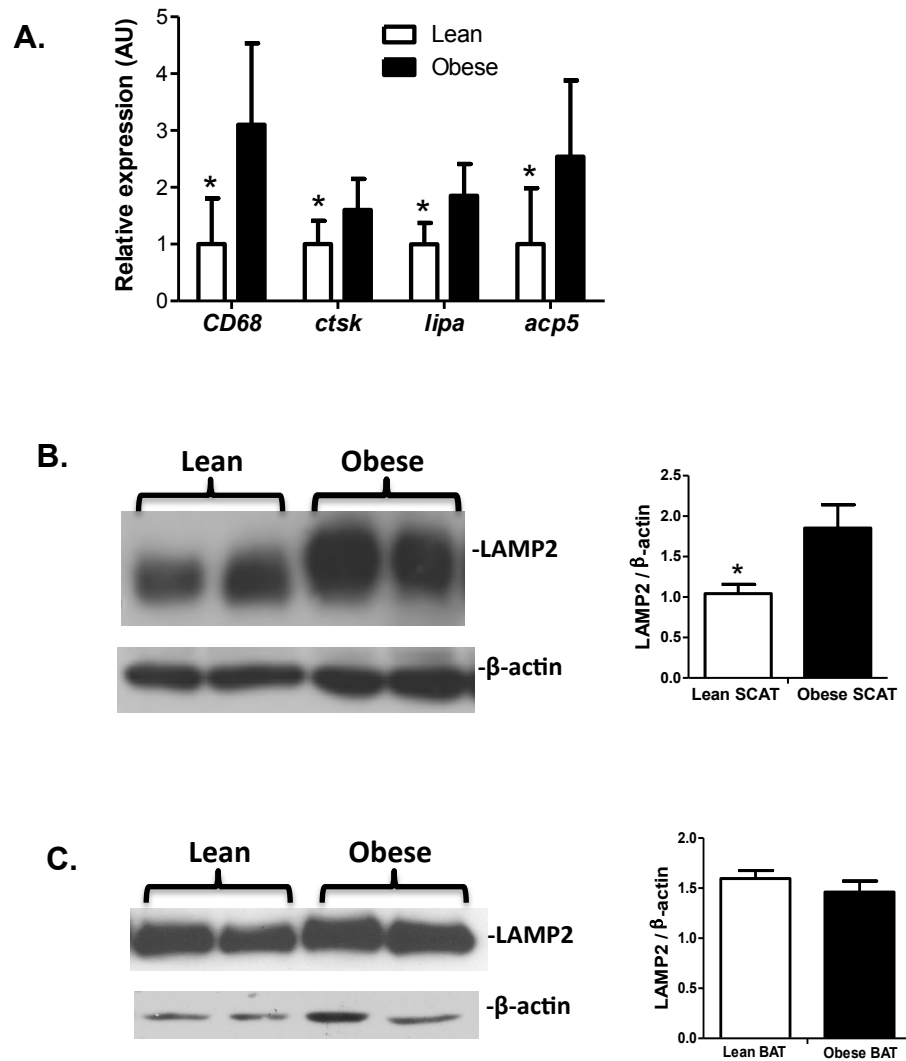 A.
Relative expression (AU)
5
4
3
2
1
0
Lean
Obese
* * * *
CD68 ctsk lipa acp5
B.
Lean Obese
-LAMP2
-β-actin
LAMP2 / β-actin
2.5
2.0
1.5
1.0
0.5
0.0
*
Lean SCAT Obese SCAT
C.
Lean Obese
-LAMP2
-β-actin
LAMP2 / β-actin
2.0
1.5
1.0
0.5
0.0
Lean BAT Obese BAT